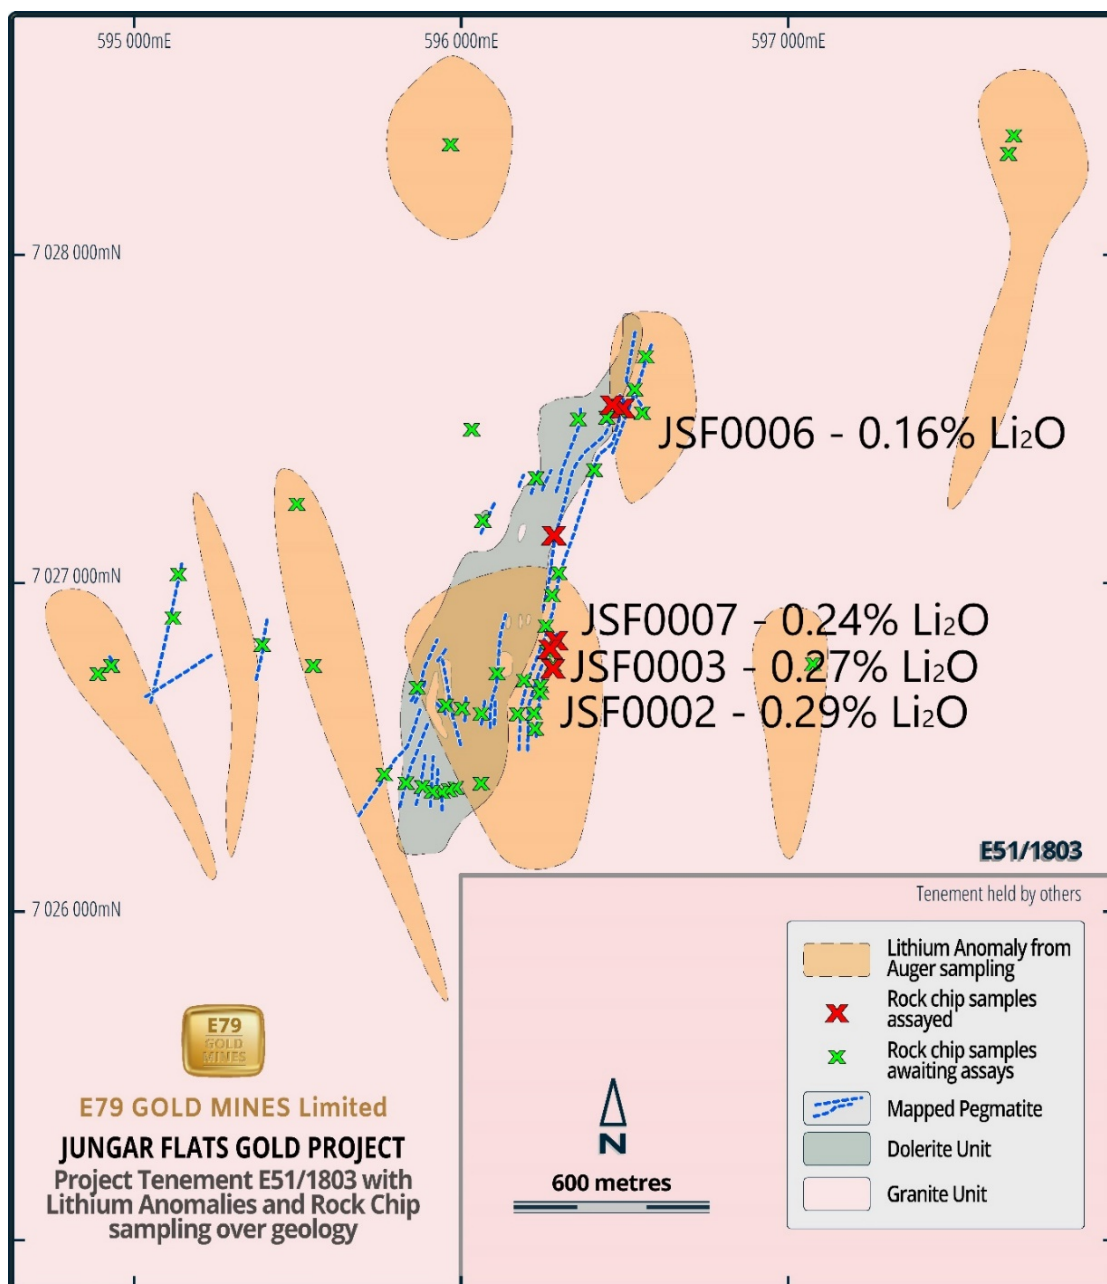 595 000mE 596 000mE 597 000mE
7 028 000mN
JSF0006 - 0.16% Li₂O
7 027 000mN
JSF0007 - 0.24% Li₂O
JSF0003 - 0.27% Li₂O
JSF0002 - 0.29% Li₂O
E51/1803
7 026 000mN
Tenement held by others
Lithium Anomaly from
Auger sampling
Rock chip samples
assayed
Rock chip samples
awaiting assays
Mapped Pegmatite
Dolerite Unit
Granite Unit
E79
GOLD
MINES
E79 GOLD MINES Limited
JUNGAR FLATS GOLD PROJECT
Project Tenement E51/1803 with
Lithium Anomalies and Rock Chip
sampling over geology
N
600 metres